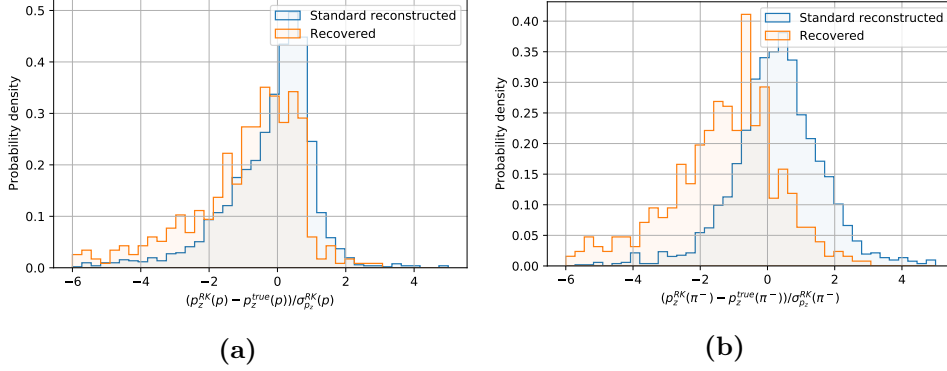 Standard reconstructed
Recovered
Probability density
0.5
0.4
0.3
0.2
0.1
0.0
−6
−4
−2
0
2
4
(p_z^{RK}(p) − p_z^{true}(p))/σ_{p_z}^{RK}(p)
(a)
Standard reconstructed
Recovered
Probability density
0.40
0.35
0.30
0.25
0.20
0.15
0.10
0.05
0.00
−6
−4
−2
0
2
4
(p_z^{RK}(π^−) − p_z^{true}(π^−))/σ_{p_z}^{RK}(π^−)
(b)